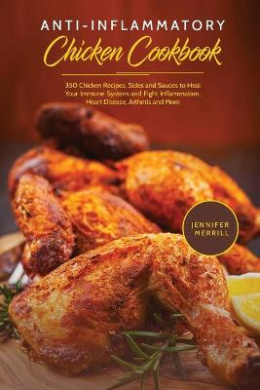 ANTI-INFLAMMATORY
Chicken Cookbook
350 Chicken Recipes, Sides and Sauces to Heal
Your Immune System and Fight Inflammation,
Heart Disease, Arthritis and More
JENNIFER
MERRILL